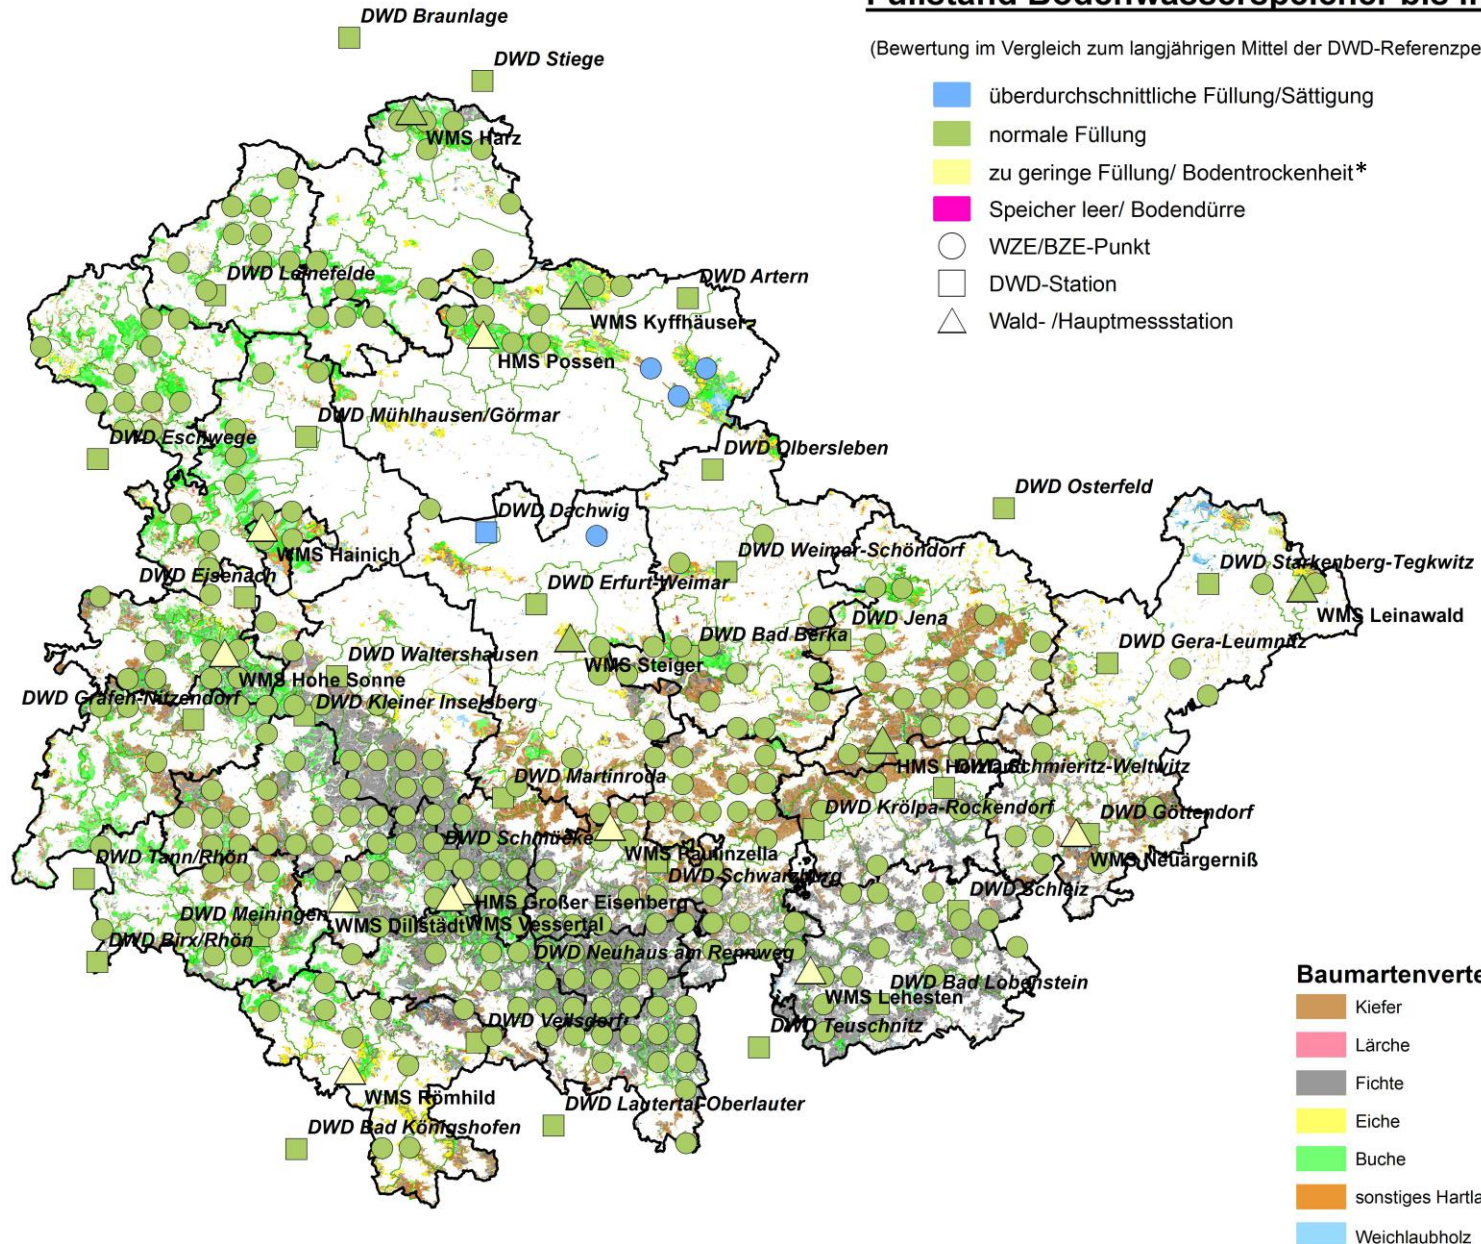 (Bewertung im Vergleich zum langjährigen Mittel der DWD-Referenzpe
überdurchschnittliche Füllung/Sättigung
normale Füllung
zu geringe Füllung/ Bodentrockenheit*
Speicher leer/ Bodendürre
WZE/BZE-Punkt
DWD-Station
Wald- /Hauptmessstation
DWD Braunlage
DWD Stiege
WMS Harz
DWD Leinefelde
DWD Artern
WMS Kyffhäuser
HMS Possen
DWD Mühlhausen/Görmar
DWD Eschwege
DWD Olbersleben
DWD Osterfeld
DWD Dachwig
WMS Hainich
DWD Weimar-Schöndorf
DWD Eisenach
DWD Erfurt-Weimar
DWD Starkenberg-Tegkwitz
WMS Leinawald
DWD Jena
DWD Bad Berka
DWD Gera-Leumnitz
DWD Waltershausen
WMS Steiger
WMS Hohe Sonne
DWD Gräfen-Nitzendorf
DWD Kleiner Inselsberg
HMS Holzland
DWD Schmieritz-Weltwitz
DWD Martinroda
DWD Krölpa-Rockendorf
DWD Göttendorf
DWD Schmücke
WMS Paulinzella
WMS Neuärgerniß
DWD Tann/Rhön
DWD Schwarzburg
DWD Schleiz
HMS Großer Eisenberg
DWD Meiningen
WMS Dillstädt
WMS Vessertal
DWD Birx/Rhön
DWD Neuhaus am Rennweg
DWD Bad Lobenstein
WMS Lehesten
DWD Veilsdorf
DWD Teuschnitz
WMS Römhild
DWD Lautertal-Oberlauter
DWD Bad Königshofen
Baumartenverte
Kiefer
Lärche
Fichte
Eiche
Buche
sonstiges Hartla
Weichlaubholz